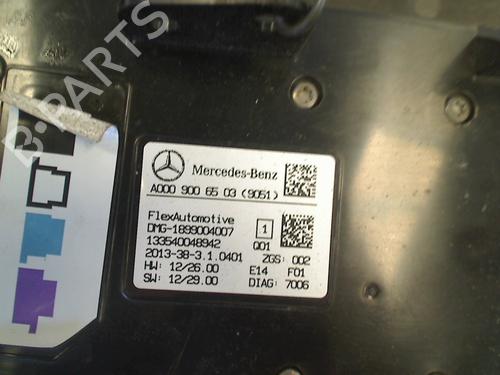 B-PARTS
Mercedes-Benz
A000 900 65 03 (9051)
FlexAutomotive
DMG-1899004007 1
133540048942 Q01
2013-38-3.1.0401 ZGS: 002
HW: 12/26.00 E14 F01
SW: 12/29.00 DIAG: 7006